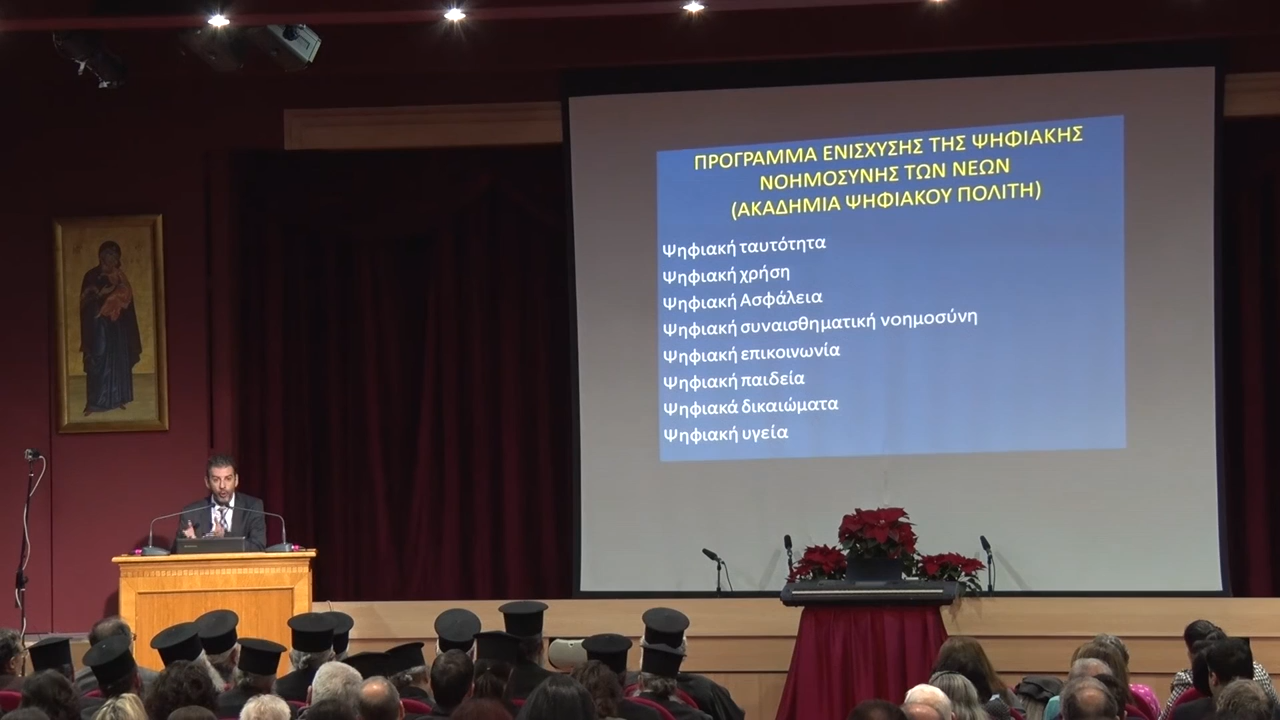 ΠΡΟΓΡΑΜΜΑ ΕΝΙΣΧΥΣΗΣ ΤΗΣ ΨΗΦΙΑΚΗΣ
ΝΟΗΜΟΣΥΝΗΣ ΤΩΝ ΝΕΩΝ
(ΑΚΑΔΗΜΙΑ ΨΗΦΙΑΚΟΥ ΠΟΛΙΤΗ)
Ψηφιακή ταυτότητα
Ψηφιακή χρήση
Ψηφιακή Ασφάλεια
Ψηφιακή συναισθηματική νοημοσύνη
Ψηφιακή επικοινωνία
Ψηφιακή παιδεία
Ψηφιακά δικαιώματα
Ψηφιακή υγεία